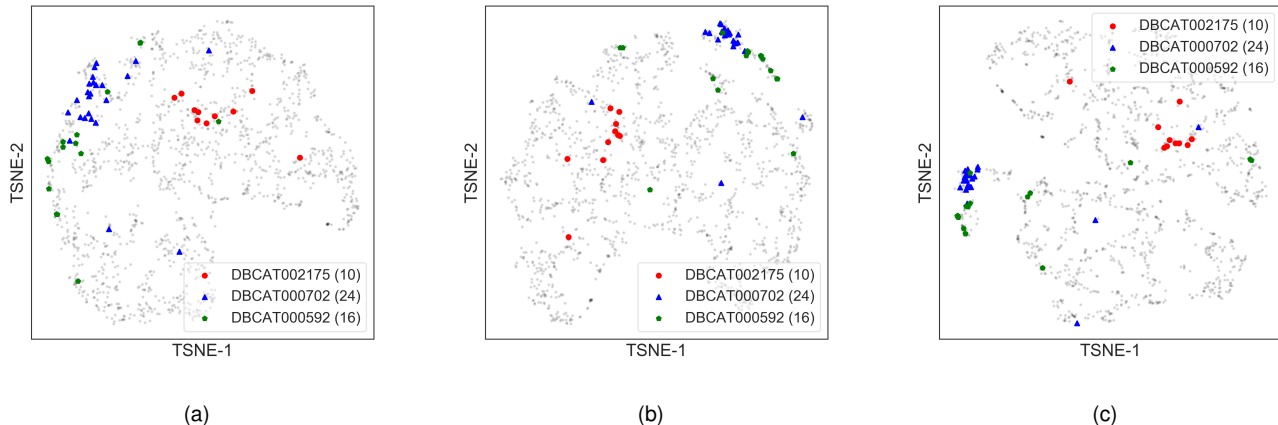 TSNE-2
DBCAT002175 (10)
DBCAT000702 (24)
DBCAT000592 (16)
TSNE-1
(a)
TSNE-2
DBCAT002175 (10)
DBCAT000702 (24)
DBCAT000592 (16)
TSNE-1
(b)
TSNE-2
DBCAT002175 (10)
DBCAT000702 (24)
DBCAT000592 (16)
TSNE-1
(c)